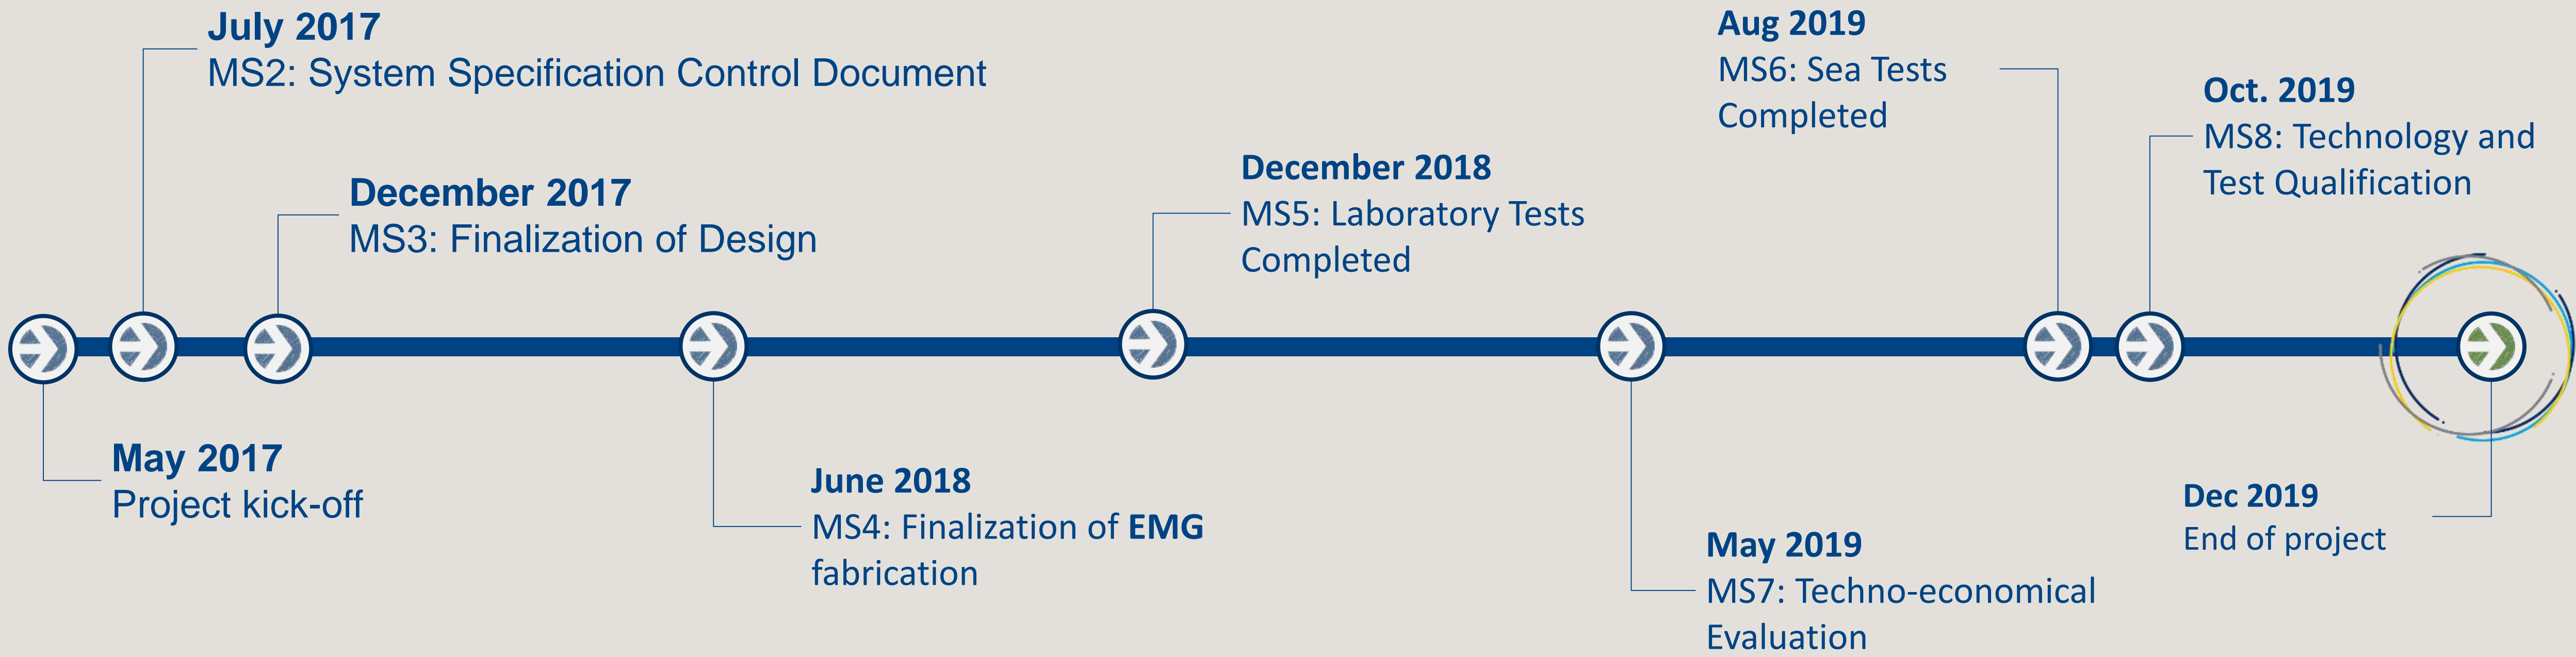 July 2017
MS2: System Specification Control Document
December 2017
MS3: Finalization of Design
December 2018
MS5: Laboratory Tests
Completed
Aug 2019
MS6: Sea Tests
Completed
Oct. 2019
MS8: Technology and
Test Qualification
May 2017
Project kick-off
June 2018
MS4: Finalization of EMG
fabrication
May 2019
MS7: Techno-economical
Evaluation
Dec 2019
End of project